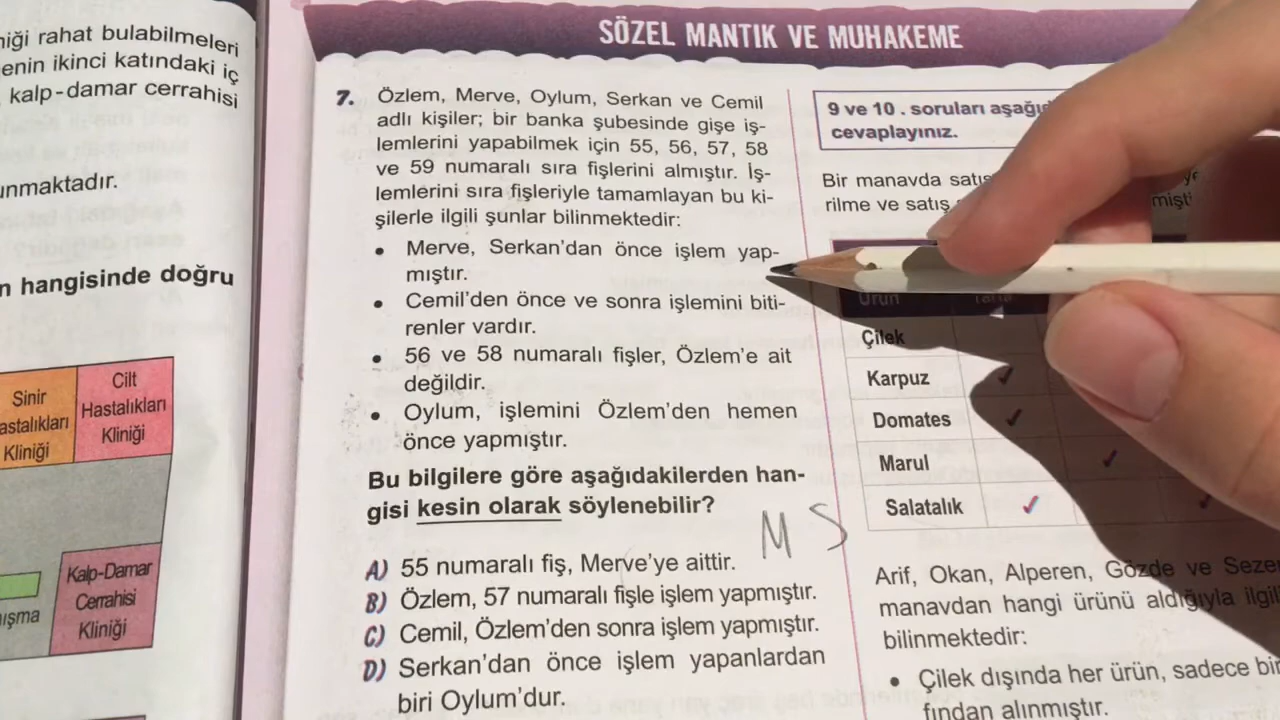 niği rahat bulabilmeleri
enin ikinci katındaki iç
kalp-damar cerrahisi
unmaktadır.
n hangisinde doğru
Sinir
astalıkları
Kliniği
Cilt
Hastalıkları
Kliniği
Kalp-Damar
Cerrahisi
Kliniği
ışma
SÖZEL MANTIK VE MUHAKEME
7. Özlem, Merve, Oylum, Serkan ve Cemil
adlı kişiler; bir banka şubesinde gişe iş-
lemlerini yapabilmek için 55, 56, 57, 58
ve 59 numaralı sıra fişlerini almıştır. İş-
lemlerini sıra fişleriyle tamamlayan bu ki-
şilerle ilgili şunlar bilinmektedir:
• Merve, Serkan'dan önce işlem yap-
mıştır.
• Cemil'den önce ve sonra işlemini biti-
renler vardır.
• 56 ve 58 numaralı fişler, Özlem'e ait
değildir.
• Oylum, işlemini Özlem'den hemen
önce yapmıştır.
Bu bilgilere göre aşağıdakilerden han-
gisi kesin olarak söylenebilir?
M S
A) 55 numaralı fiş, Merve'ye aittir.
B) Özlem, 57 numaralı fişle işlem yapmıştır.
C) Cemil, Özlem'den sonra işlem yapmıştır.
D) Serkan'dan önce işlem yapanlardan
biri Oylum'dur.
9 ve 10 . soruları aşağıd
cevaplayınız.
Bir manavda satış
rilme ve satış
mişt
Ürün
Çilek
Karpuz ✓
Domates ✓
Marul ✓
Salatalık ✓ ✓
Arif, Okan, Alperen, Gözde ve Sezer
manavdan hangi ürünü aldığıyla ilgil
bilinmektedir:
• Çilek dışında her ürün, sadece bir
fından alınmıştır.